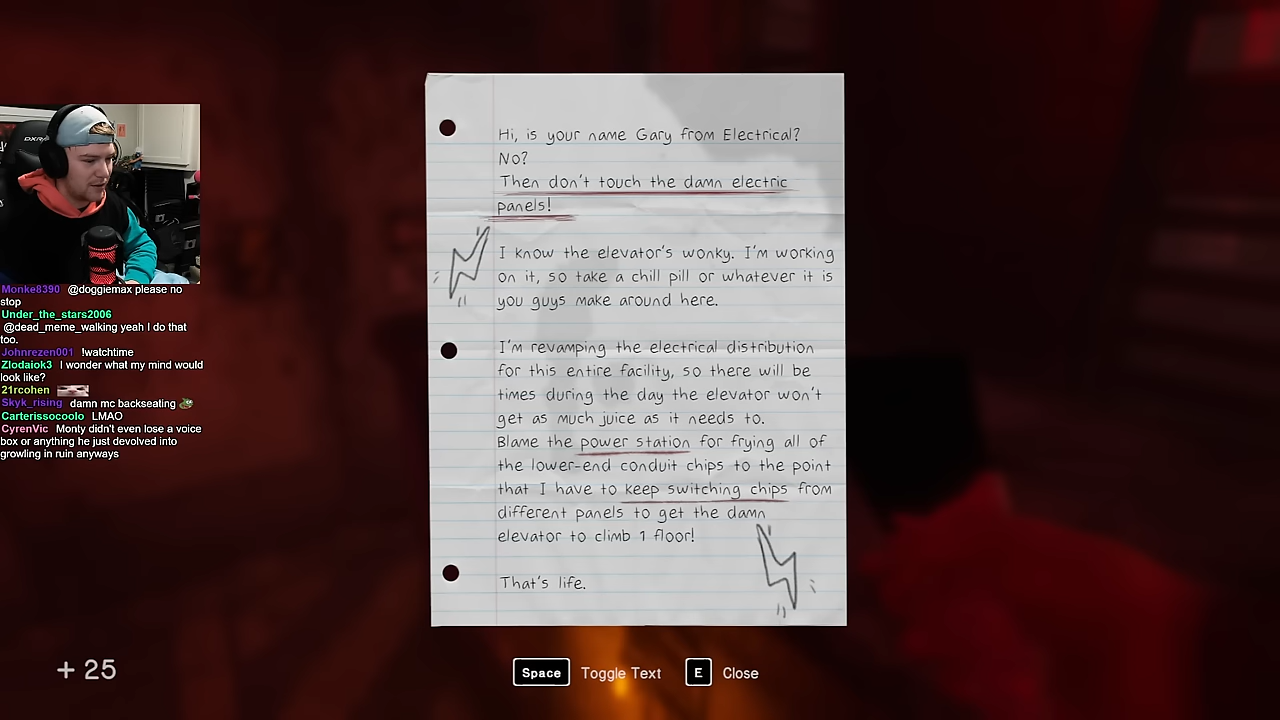 Hi, is your name Gary from Electrical?
No?
Then don't touch the damn electric
panels!
I know the elevator's wonky. I'm working
on it, so take a chill pill or whatever it is
you guys make around here.
I'm revamping the electrical distribution
for this entire facility, so there will be
times during the day the elevator won't
get as much juice as it needs to.
Blame the power station for frying all of
the lower-end conduit chips to the point
that I have to keep switching chips from
different panels to get the damn
elevator to climb 1 floor!
That's life.
DXRA
Monke8390 @doggiemax please no
stop
Under_the_stars2006
@dead_meme_walking yeah I do that
too.
Johnrezen001 !watchtime
Zlodaiok3 I wonder what my mind would
look like?
21rcohen
Skyk_rising damn mc backseating
Carterissocoolo LMAO
CyrenVic Monty didn't even lose a voice
box or anything he just devolved into
growling in ruin anyways
+ 25
Space Toggle Text E Close